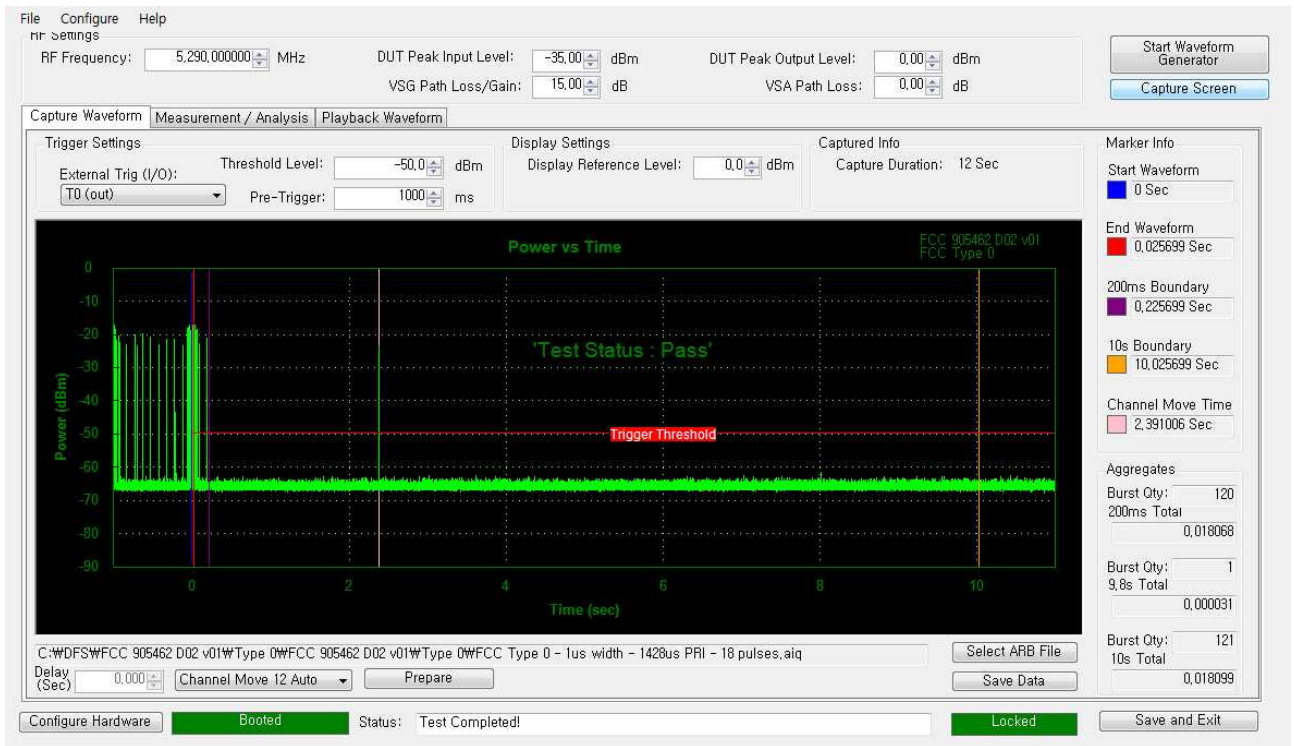 File Configure Help
RF Settings
RF Frequency: 5,290,000000 MHz DUT Peak Input Level: -35,00 dBm DUT Peak Output Level: 0,00 dBm
VSG Path Loss/Gain: 15,00 dB VSA Path Loss: 0,00 dB
Start Waveform
Generator
Capture Screen
Capture Waveform Measurement / Analysis Playback Waveform
Trigger Settings
External Trig (I/O):
T0 (out)
Threshold Level: -50,0 dBm
Pre-Trigger: 1000 ms
Display Settings
Display Reference Level: 0,0 dBm
Captured Info
Capture Duration: 12 Sec
Power vs Time
FCC 905462 D02 v01
FCC Type 0
'Test Status : Pass'
Trigger Threshold
Power (dBm)
0
-10
-20
-30
-40
-50
-60
-70
-80
-90
0 2 4 6 8 10
Time (sec)
Marker Info
Start Waveform
0 Sec
End Waveform
0,025699 Sec
200ms Boundary
0,225699 Sec
10s Boundary
10,025699 Sec
Channel Move Time
2,391006 Sec
Aggregates
Burst Qty: 120
200ms Total
0,018068
Burst Qty: 1
9,8s Total
0,000031
Burst Qty: 121
10s Total
0,018099
C:₩DFS₩FCC 905462 D02 v01₩Type 0₩FCC 905462 D02 v01₩Type 0₩FCC Type 0 - 1us width - 1428us PRI - 18 pulses,aiq
Select ARB File
Delay
(Sec) 0,000 Channel Move 12 Auto Prepare Save Data
Configure Hardware Booted Status: Test Completed! Locked Save and Exit